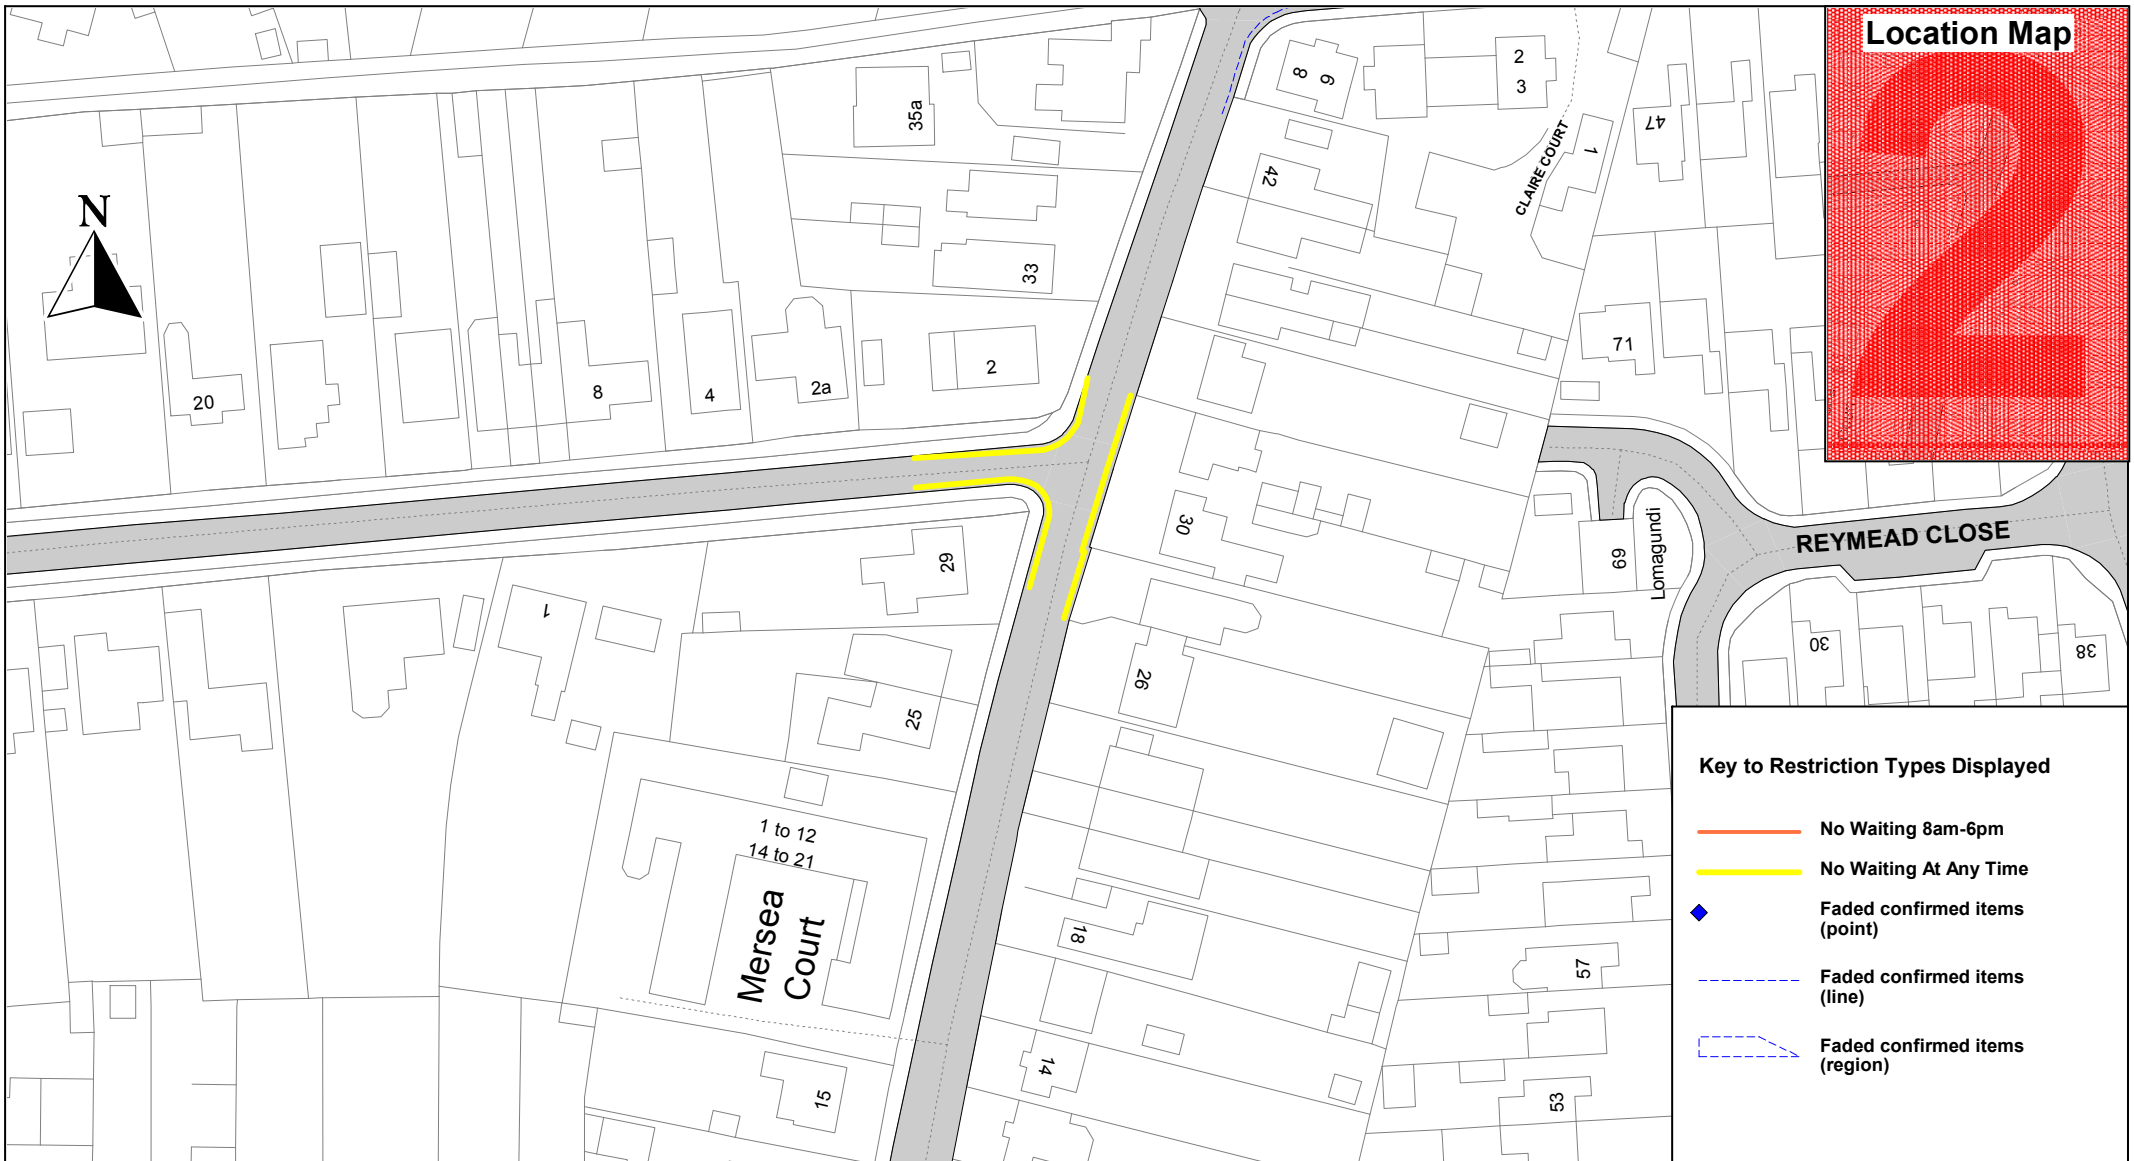 Location Map
2
N
35a
8
9
2
3
CLAIRE COURT
1
47
42
33
20
8
4
2a
2
71
30
69
Lomagundi
REYMEAD CLOSE
29
1
26
25
30
38
1 to 12
14 to 21
Mersea
Court
18
57
14
15
53
Key to Restriction Types Displayed
No Waiting 8am-6pm
No Waiting At Any Time
Faded confirmed items
(point)
Faded confirmed items
(line)
Faded confirmed items
(region)